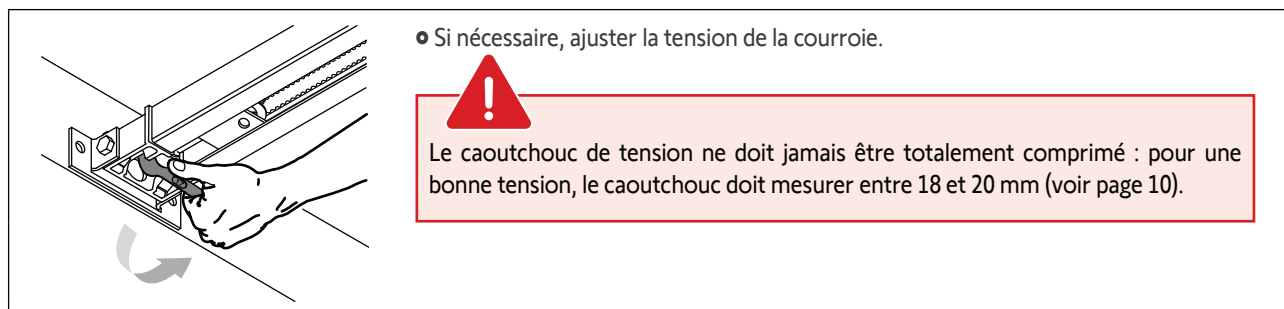 Si nécessaire, ajuster la tension de la courroie.
!
Le caoutchouc de tension ne doit jamais être totalement comprimé : pour une
bonne tension, le caoutchouc doit mesurer entre 18 et 20 mm (voir page 10).